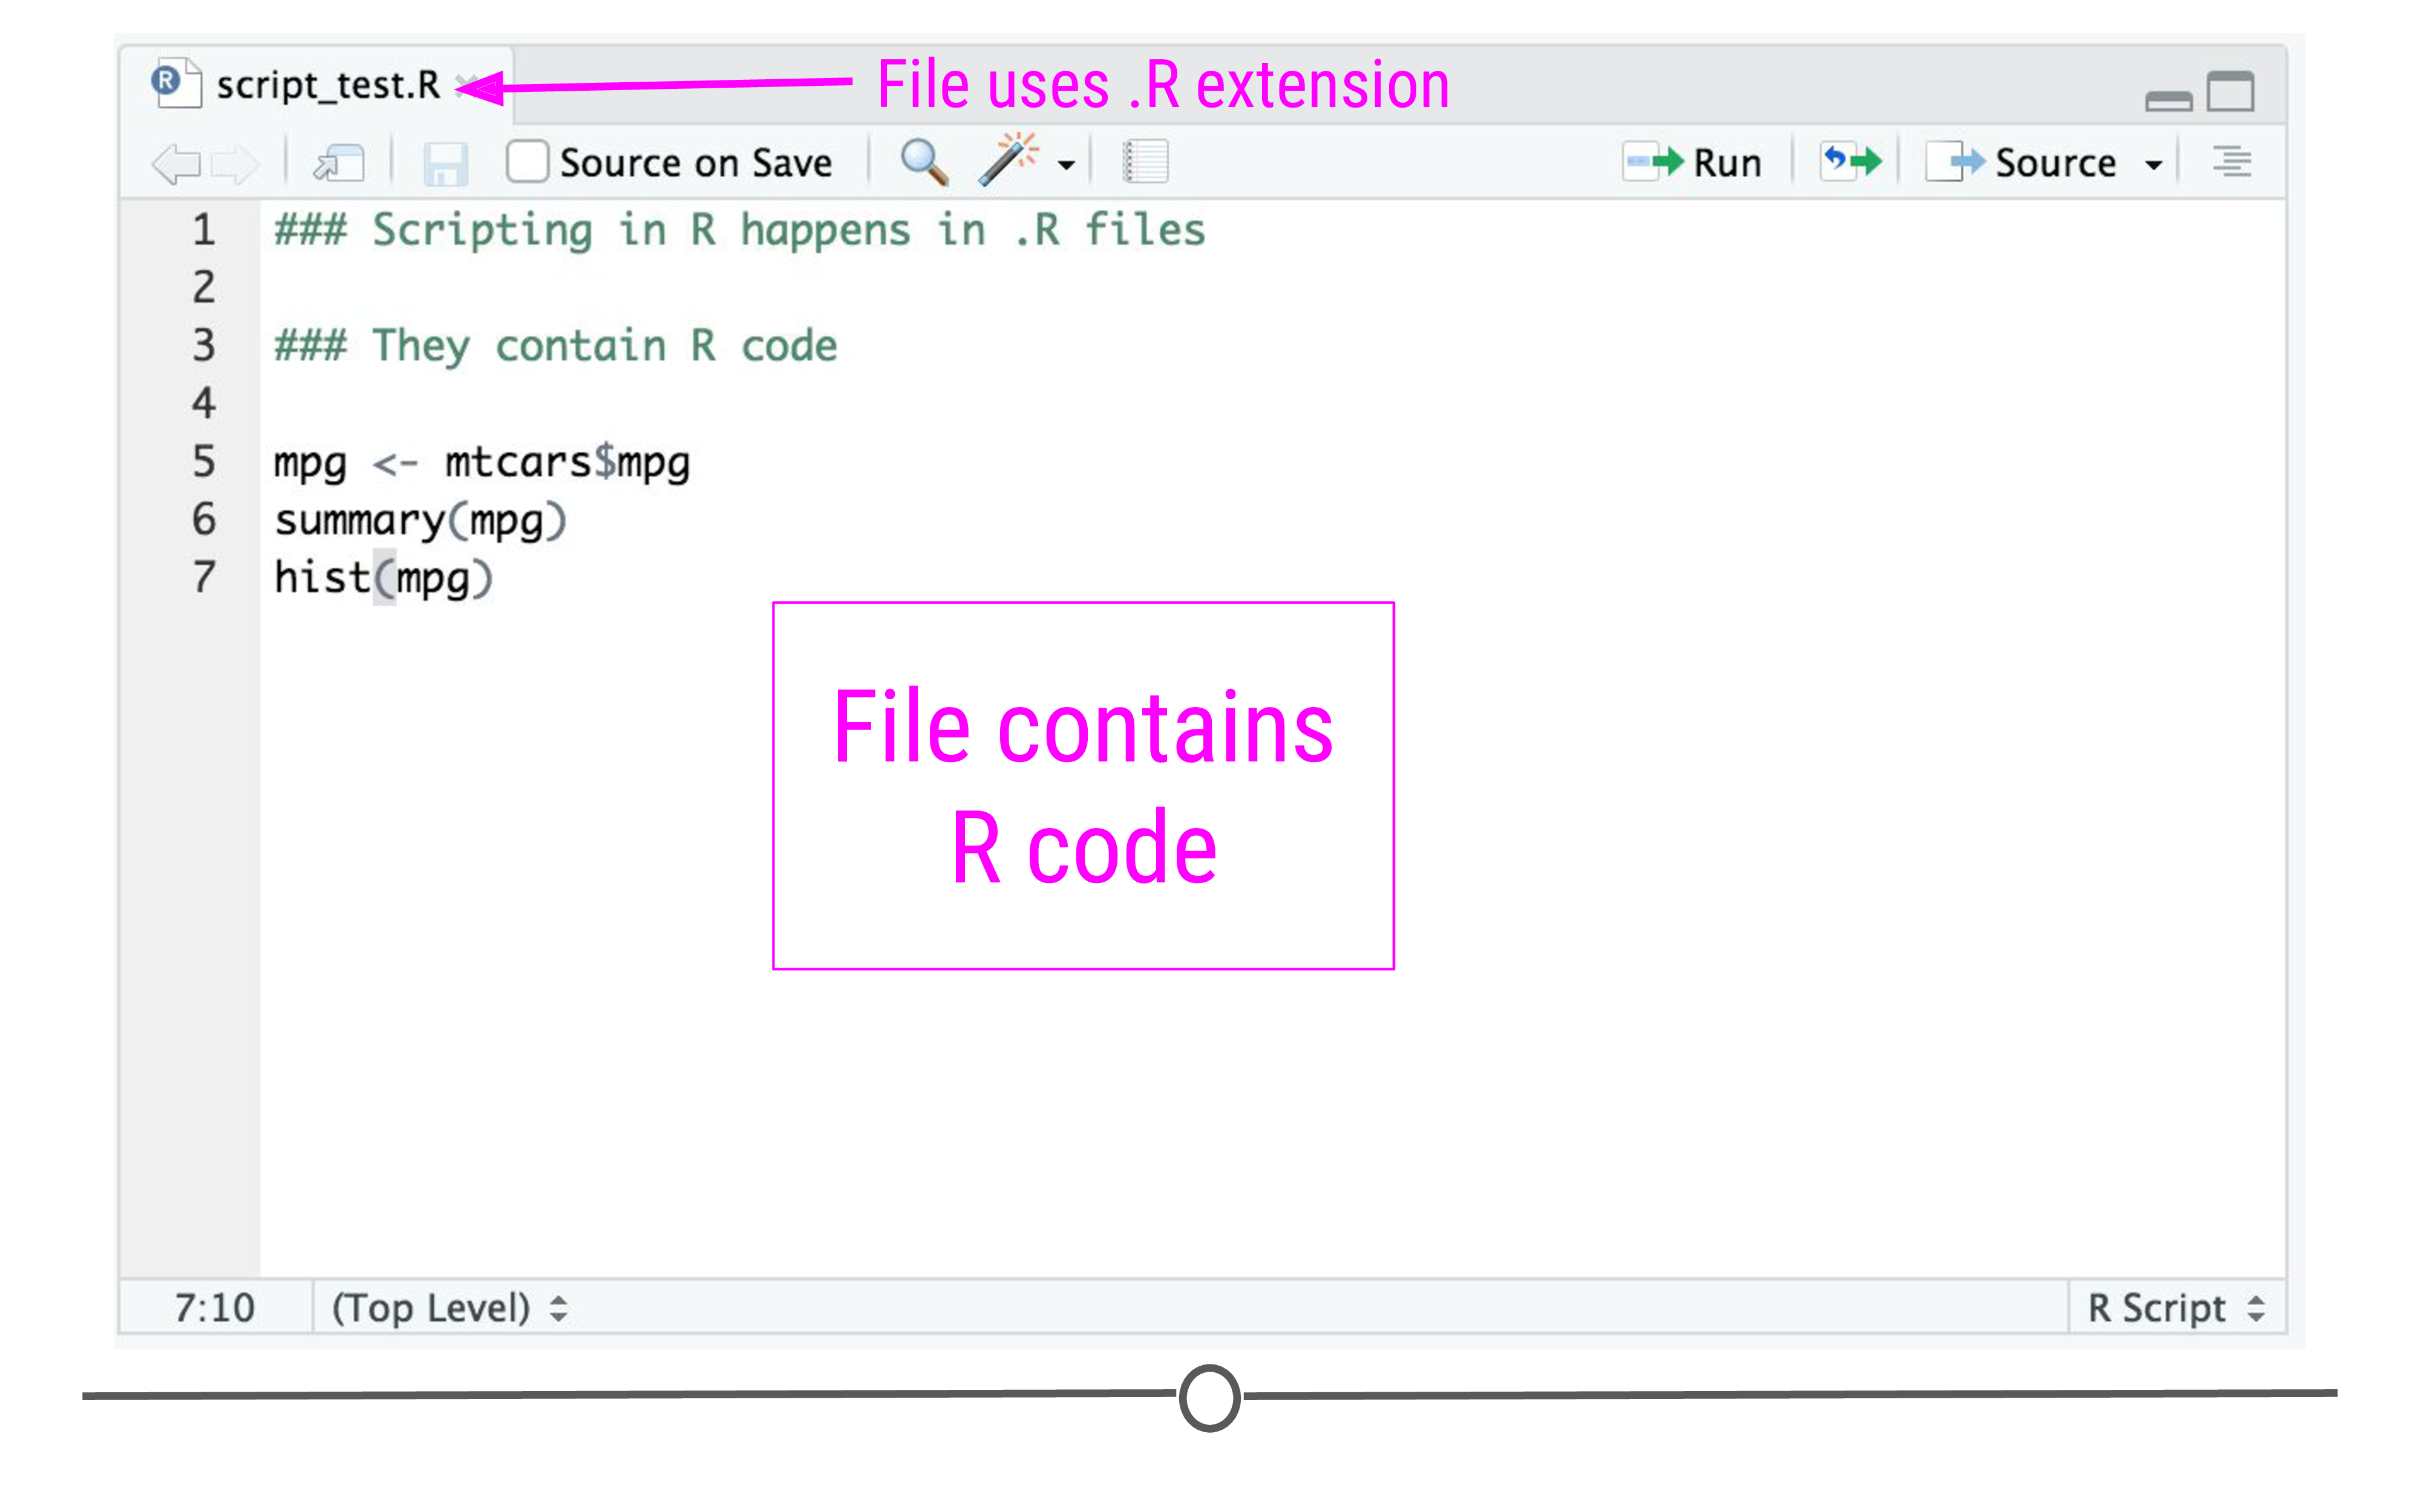 script_test.R
File uses .R extension
Source on Save
Run
Source
1 ### Scripting in R happens in .R files
2
3 ### They contain R code
4
5 mpg <- mtcars$mpg
6 summary(mpg)
7 hist(mpg)
File contains
R code
7:10 (Top Level)
R Script